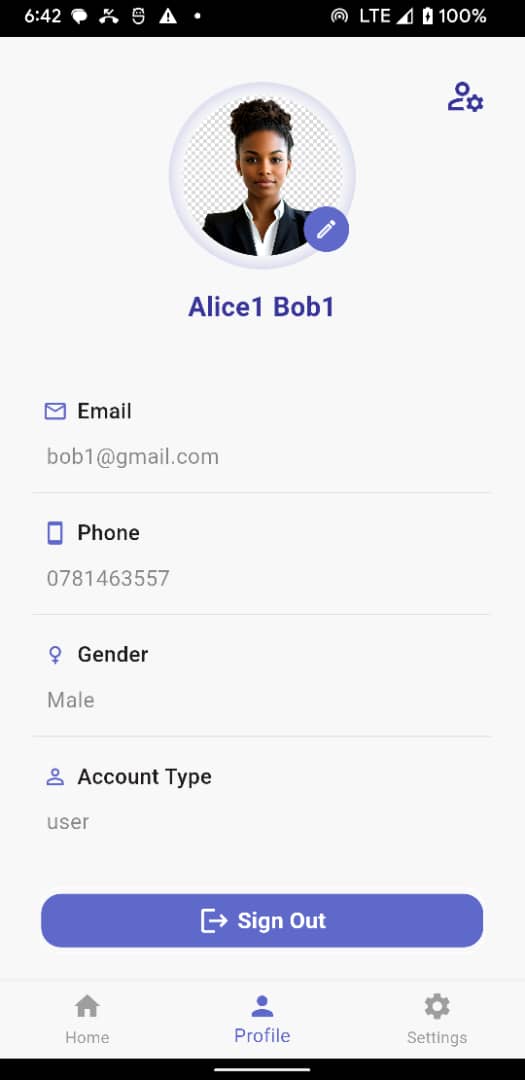 6:42 LTE 100%
Alice1 Bob1
Email
bob1@gmail.com
Phone
0781463557
Gender
Male
Account Type
user
Sign Out
Home Profile Settings